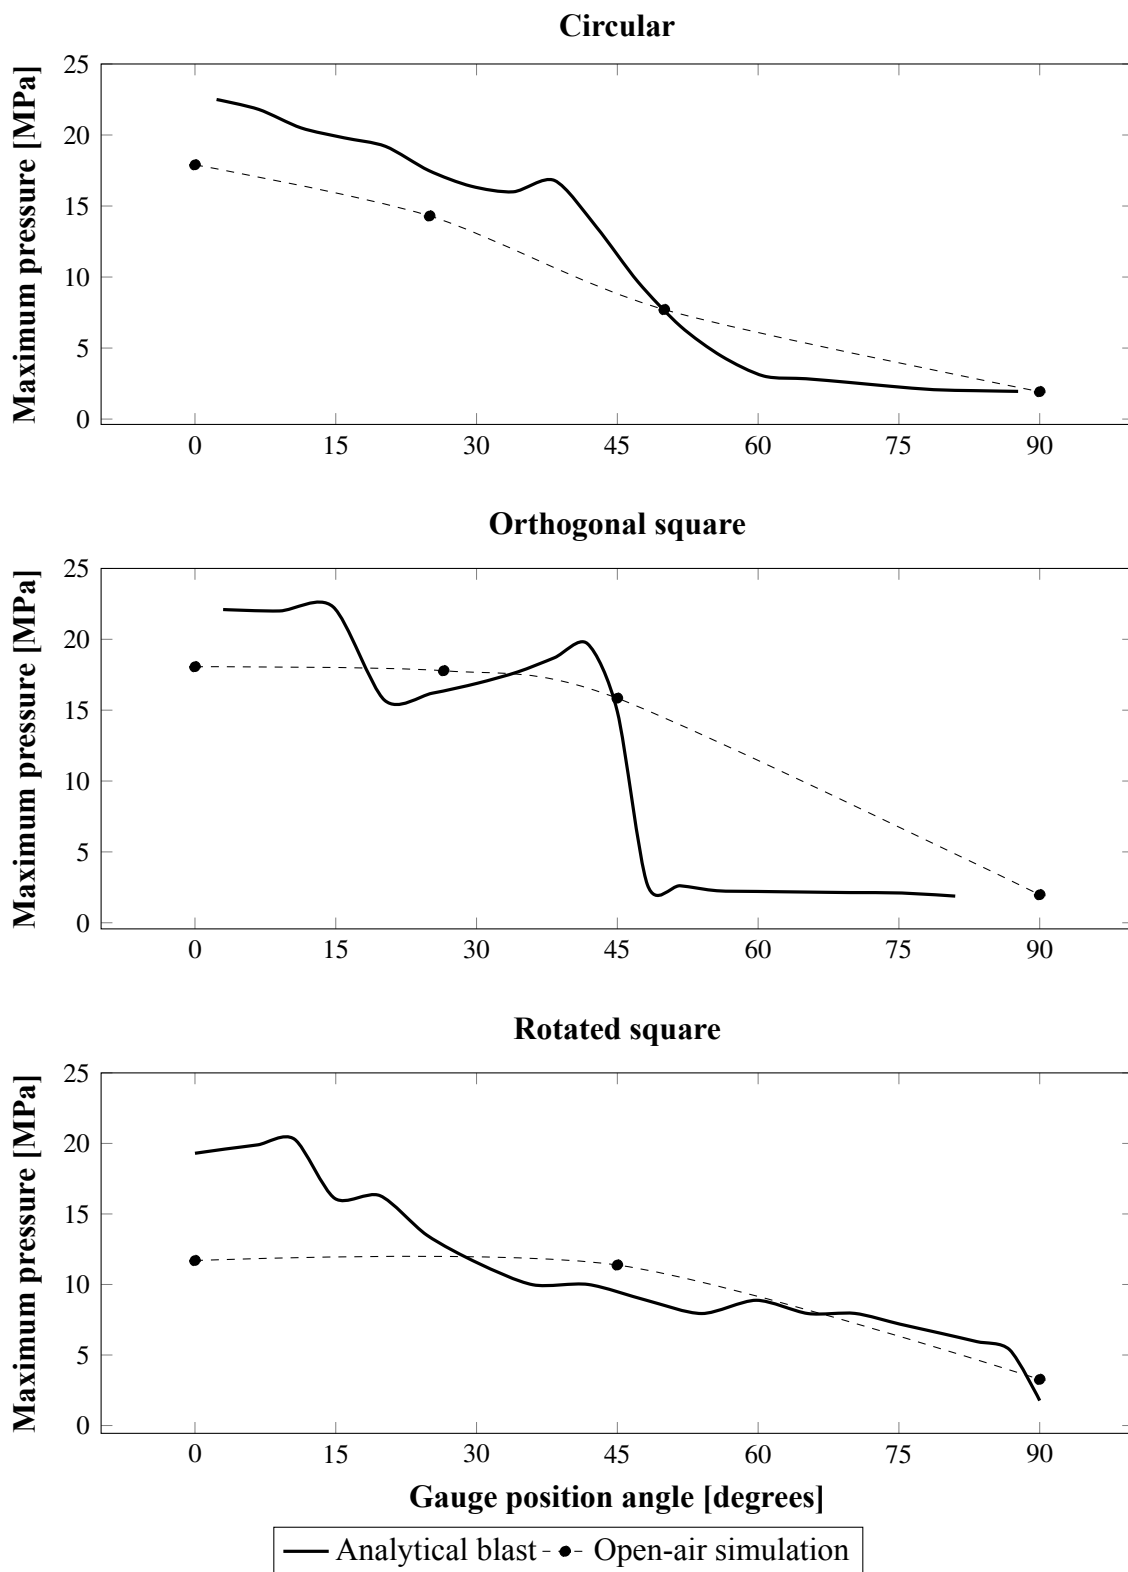 Circular
Maximum pressure [MPa]
25
20
15
10
5
0
0 15 30 45 60 75 90
Orthogonal square
Maximum pressure [MPa]
25
20
15
10
5
0
0 15 30 45 60 75 90
Rotated square
Maximum pressure [MPa]
25
20
15
10
5
0
0 15 30 45 60 75 90
Gauge position angle [degrees]
Analytical blast Open-air simulation